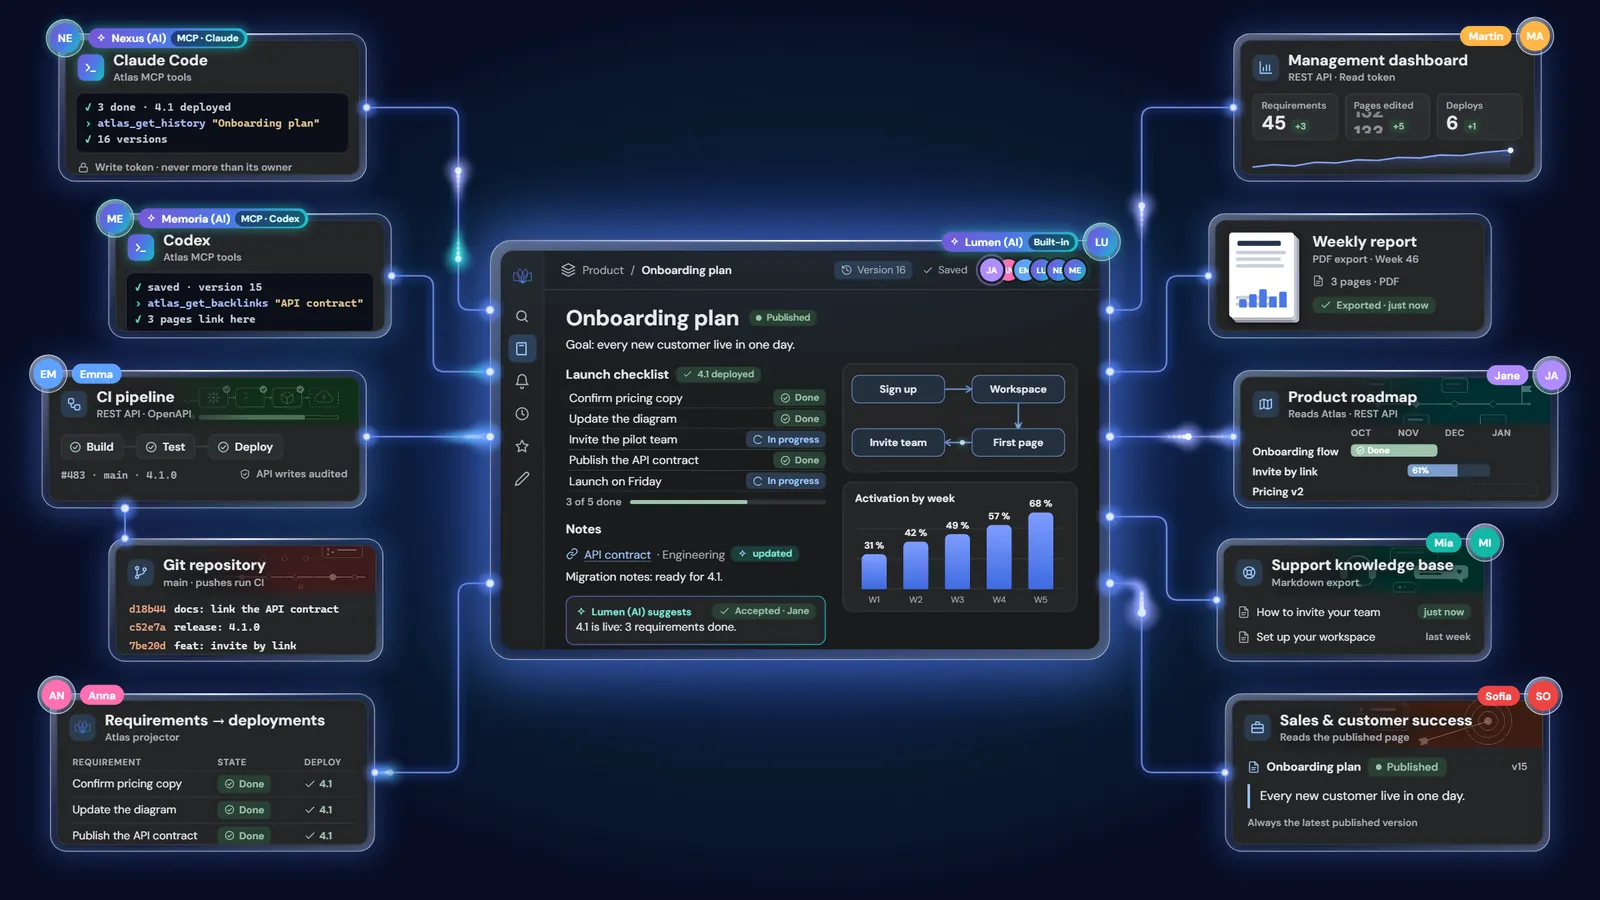 NE
Nexus (AI) MCP · Claude
Claude Code
Atlas MCP tools
✓ 3 done · 4.1 deployed
› atlas_get_history "Onboarding plan"
✓ 16 versions
Write token · never more than its owner
ME
Memoria (AI) MCP · Codex
Codex
Atlas MCP tools
✓ saved · version 15
› atlas_get_backlinks "API contract"
✓ 3 pages link here
EM
Emma
CI pipeline
REST API · OpenAPI
Build
Test
Deploy
#483 · main · 4.1.0
API writes audited
Git repository
main · pushes run CI
d18b44 docs: link the API contract
c52e7a release: 4.1.0
7be20d feat: invite by link
AN
Anna
Requirements → deployments
Atlas projector
REQUIREMENT STATE DEPLOY
Confirm pricing copy Done ✓ 4.1
Update the diagram Done ✓ 4.1
Publish the API contract Done ✓ 4.1
Lumen (AI) Built-in
LU
Product / Onboarding plan
Version 16
✓ Saved
JA
EM
LU
NE
ME
Onboarding plan
Published
Goal: every new customer live in one day.
Launch checklist
✓ 4.1 deployed
Confirm pricing copy Done
Update the diagram Done
Invite the pilot team In progress
Publish the API contract Done
Launch on Friday In progress
3 of 5 done
Notes
API contract · Engineering updated
Migration notes: ready for 4.1.
Lumen (AI) suggests ✓ Accepted · Jane
4.1 is live: 3 requirements done.
Sign up
Workspace
Invite team
First page
Activation by week
31 %
42 %
49 %
57 %
68 %
W1 W2 W3 W4 W5
Martin
MA
Management dashboard
REST API · Read token
Requirements
45 +3
Pages edited
+5
Deploys
6 +1
Weekly report
PDF export · Week 46
3 pages · PDF
✓ Exported · just now
Jane
JA
Product roadmap
Reads Atlas · REST API
OCT NOV DEC JAN
Onboarding flow Done
Invite by link 61%
Pricing v2
Mia
MI
Support knowledge base
Markdown export
How to invite your team just now
Set up your workspace last week
Sofia
SO
Sales & customer success
Reads the published page
Onboarding plan Published v15
Every new customer live in one day.
Always the latest published version